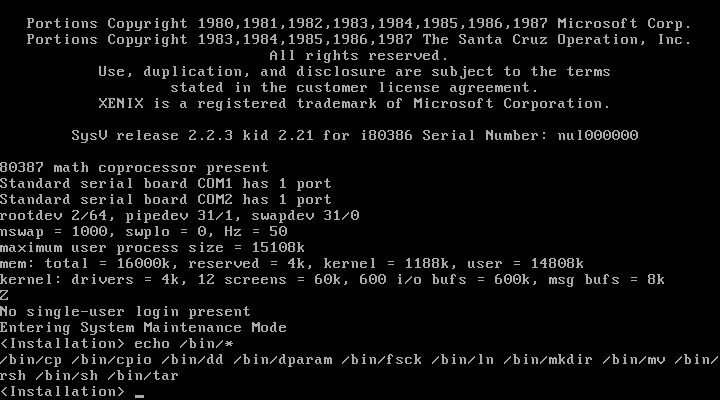 Portions Copyright 1980,1981,1982,1983,1984,1985,1986,1987 Microsoft Corp.
Portions Copyright 1983,1984,1985,1986,1987 The Santa Cruz Operation, Inc.
All rights reserved.
Use, duplication, and disclosure are subject to the terms
stated in the customer license agreement.
XENIX is a registered trademark of Microsoft Corporation.
SysV release 2.2.3 kid 2.21 for i80386 Serial Number: nul000000
80387 math coprocessor present
Standard serial board COM1 has 1 port
Standard serial board COM2 has 1 port
rootdev 2/64, pipedev 31/1, swapdev 31/0
nswap = 1000, swplo = 0, Hz = 50
maximum user process size = 15108k
mem: total = 16000k, reserved = 4k, kernel = 1188k, user = 14808k
kernel: drivers = 4k, 12 screens = 60k, 600 i/o bufs = 600k, msg bufs = 8k
Z
No single-user login present
Entering System Maintenance Mode
<Installation> echo /bin/*
/bin/cp /bin/cpio /bin/dd /bin/dparam /bin/fsck /bin/ln /bin/mkdir /bin/mv /bin/
rsh /bin/sh /bin/tar
<Installation> _